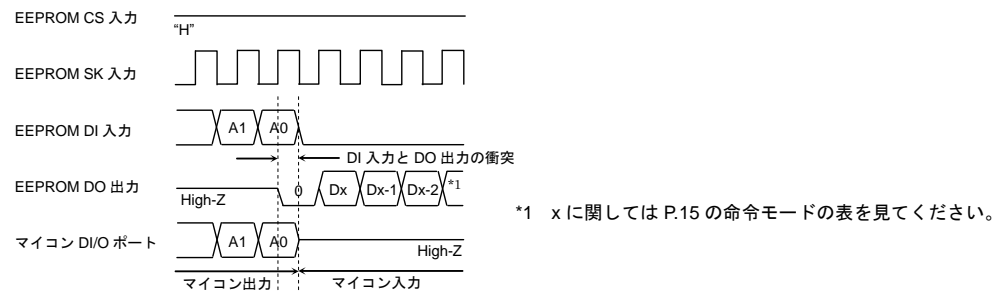 EEPROM CS 入力
“H”
EEPROM SK 入力
EEPROM DI 入力
A1 A0
DI 入力と DO 出力の衝突
EEPROM DO 出力
High-Z
0 Dx Dx-1 Dx-2 *1
*1 x に関しては P.15 の命令モードの表を見てください。
マイコン DI/O ポート
A1 A0
High-Z
マイコン出力 マイコン入力